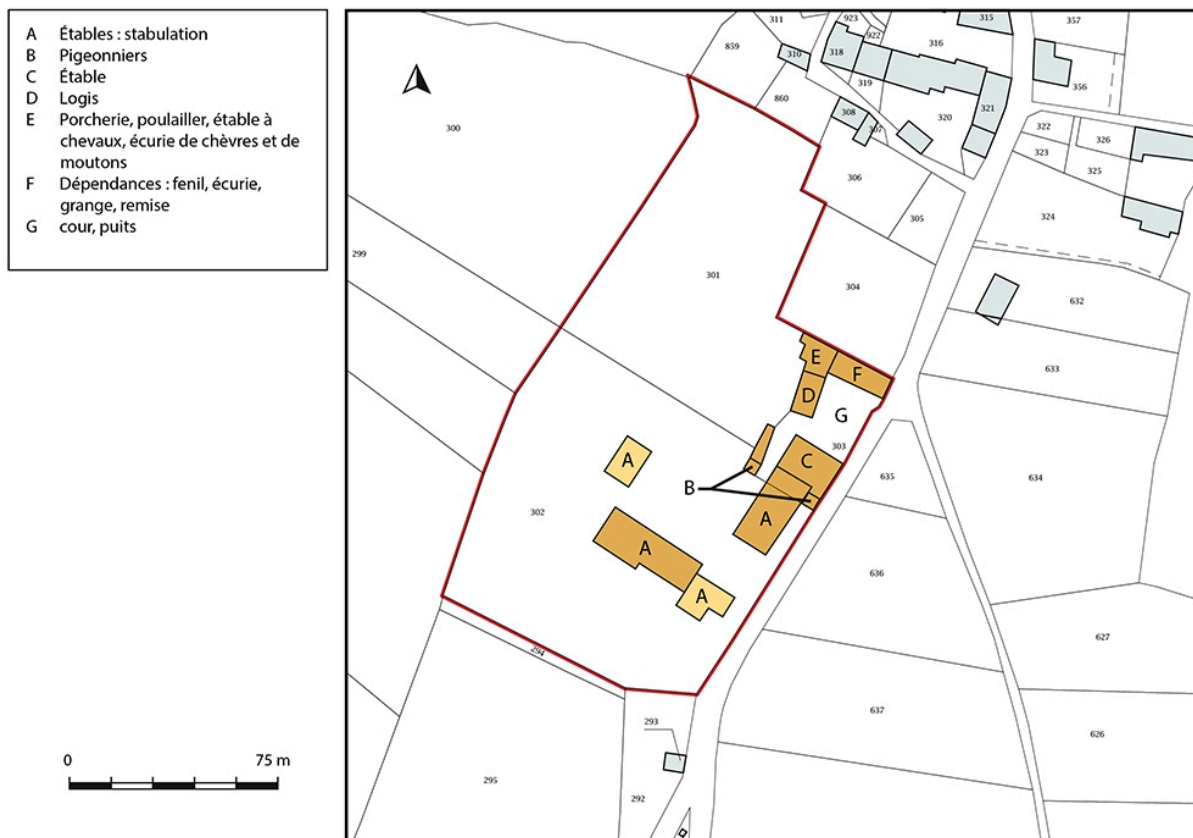 A Étables : stabulation
B Pigeonniers
C Étable
D Logis
E Porcherie, poulailler, étable à
chevaux, écurie de chèvres et de
moutons
F Dépendances : fenil, écurie,
grange, remise
G cour, puits
0 75 m
311
923
922
315
357
859
310
318
316
356
319
860
308
307
320
321
322
326
323
325
300
306
305
324
299
301
304
632
633
E
F
D
G
303
C
B
A
A
A
A
302
635
634
636
627
294
637
626
293
295
292